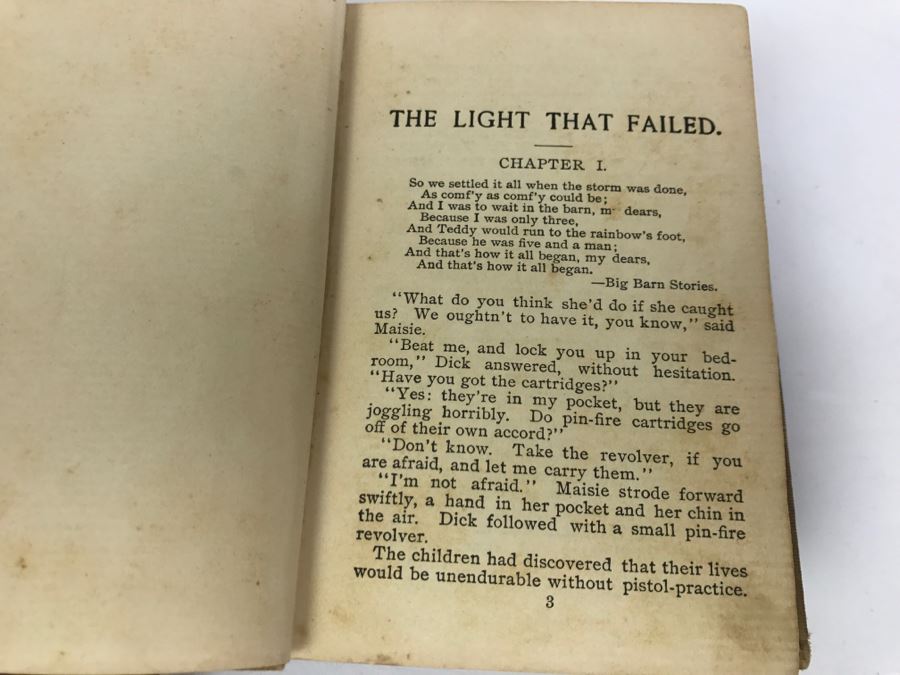 THE LIGHT THAT FAILED.
CHAPTER I.
So we settled it all when the storm was done,
As comf'y as comf'y could be;
And I was to wait in the barn, m dears,
Because I was only three,
And Teddy would run to the rainbow's foot,
Because he was five and a man;
And that's how it all began, my dears,
And that's how it all began.
—Big Barn Stories.
"What do you think she'd do if she caught
us? We oughtn't to have it, you know," said
Maisie.
"Beat me, and lock you up in your bed-
room," Dick answered, without hesitation.
"Have you got the cartridges?"
"Yes: they're in my pocket, but they are
joggling horribly. Do pin-fire cartridges go
off of their own accord?"
"Don't know. Take the revolver, if you
are afraid, and let me carry them."
"I'm not afraid." Maisie strode forward
swiftly, a hand in her pocket and her chin in
the air. Dick followed with a small pin-fire
revolver.
The children had discovered that their lives
would be unendurable without pistol-practice.
3